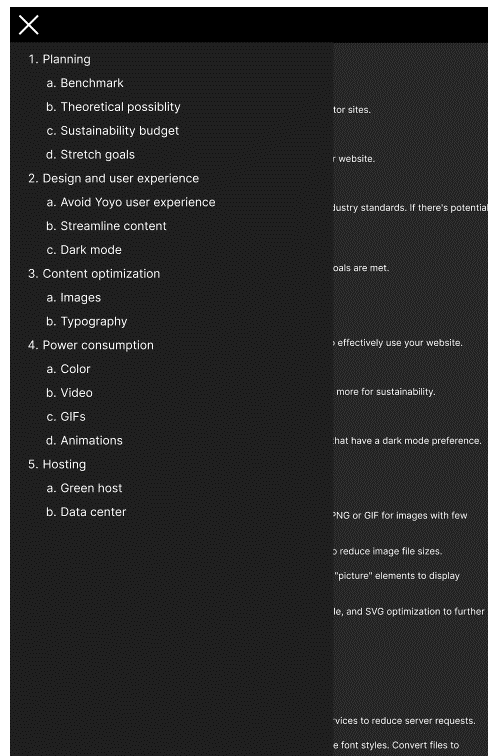 1. Planning
a. Benchmark
b. Theoretical possiblity
c. Sustainability budget
d. Stretch goals
2. Design and user experience
a. Avoid Yoyo user experience
b. Streamline content
c. Dark mode
3. Content optimization
a. Images
b. Typography
4. Power consumption
a. Color
b. Video
c. GIFs
d. Animations
5. Hosting
a. Green host
b. Data center
tor sites.
website.
dustry standards. If there's potential
oals are met.
effectively use your website.
more for sustainability.
hat have a dark mode preference.
PNG or GIF for images with few
o reduce image file sizes.
"picture" elements to display
le, and SVG optimization to further
rvices to reduce server requests.
e font styles. Convert files to